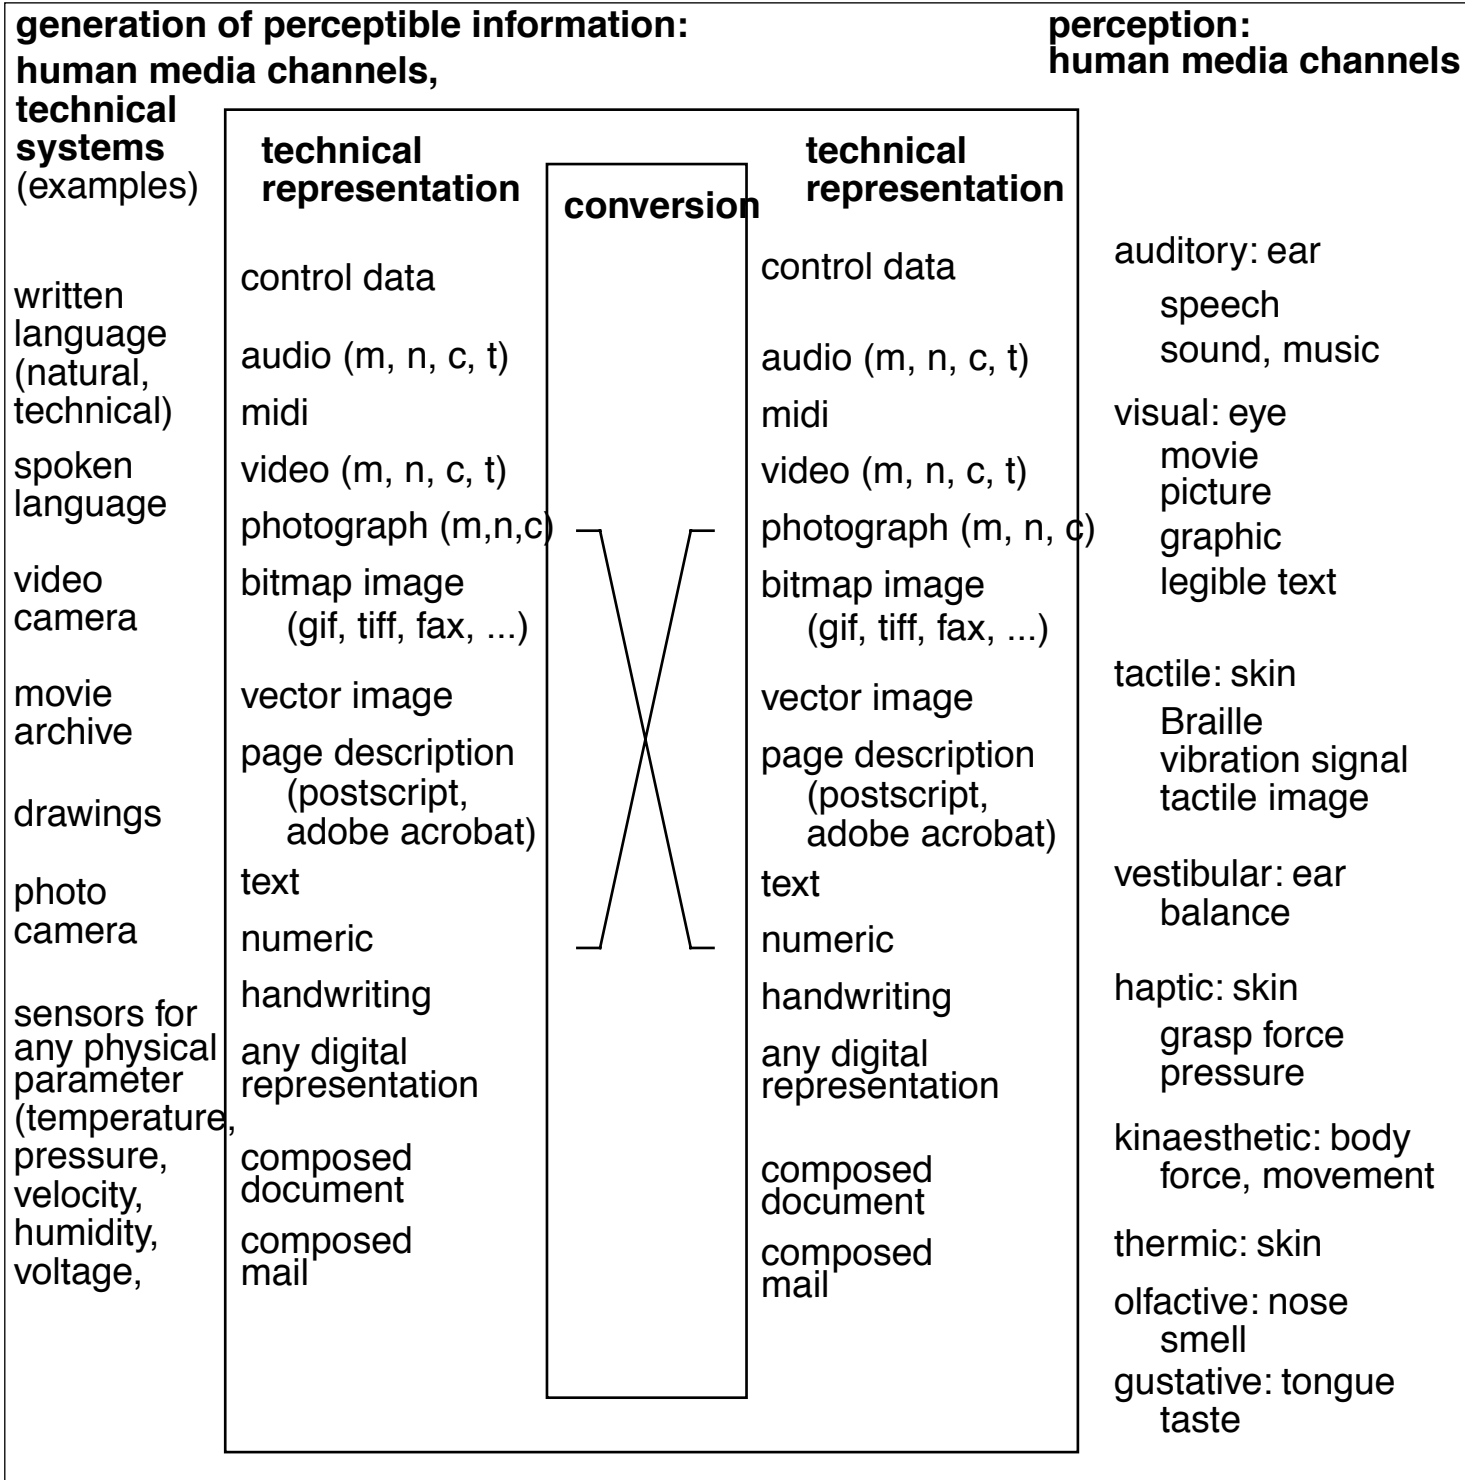 generation of perceptible information:
human media channels,
technical
systems
(examples)
written
language
(natural,
technical)
spoken
language
video
camera
movie
archive
drawings
photo
camera
sensors for
any physical
parameter
(temperature,
pressure,
velocity,
humidity,
voltage,
technical
representation
control data
audio (m, n, c, t)
midi
video (m, n, c, t)
photograph (m,n,c)
bitmap image
(gif, tiff, fax, ...)
vector image
page description
(postscript,
adobe acrobat)
text
numeric
handwriting
any digital
representation
composed
document
composed
mail
conversion
technical
representation
control data
audio (m, n, c, t)
midi
video (m, n, c, t)
photograph (m, n, c)
bitmap image
(gif, tiff, fax, ...)
vector image
page description
(postscript,
adobe acrobat)
text
numeric
handwriting
any digital
representation
composed
document
composed
mail
perception:
human media channels
auditory: ear
speech
sound, music
visual: eye
movie
picture
graphic
legible text
tactile: skin
Braille
vibration signal
tactile image
vestibular: ear
balance
haptic: skin
grasp force
pressure
kinaesthetic: body
force, movement
thermic: skin
olfactive: nose
smell
gustative: tongue
taste